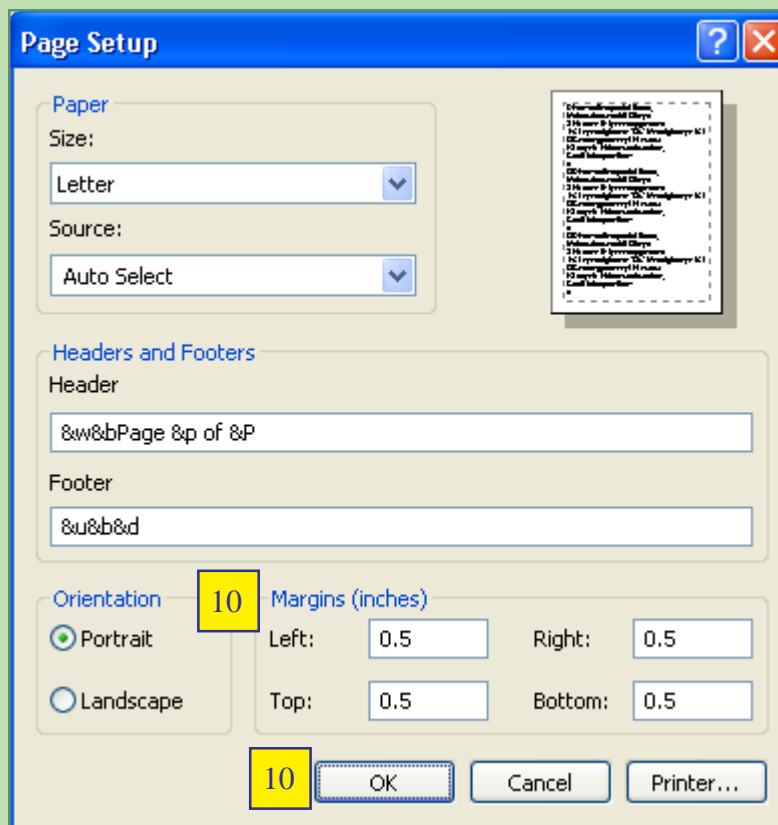 Page Setup
Paper
Size:
Letter
Source:
Auto Select
Headers and Footers
Header
&w&bPage &p of &P
Footer
&u&b&d
Orientation
Portrait
Landscape
10 Margins (inches)
Left: 0.5 Right: 0.5
Top: 0.5 Bottom: 0.5
10 OK Cancel Printer...